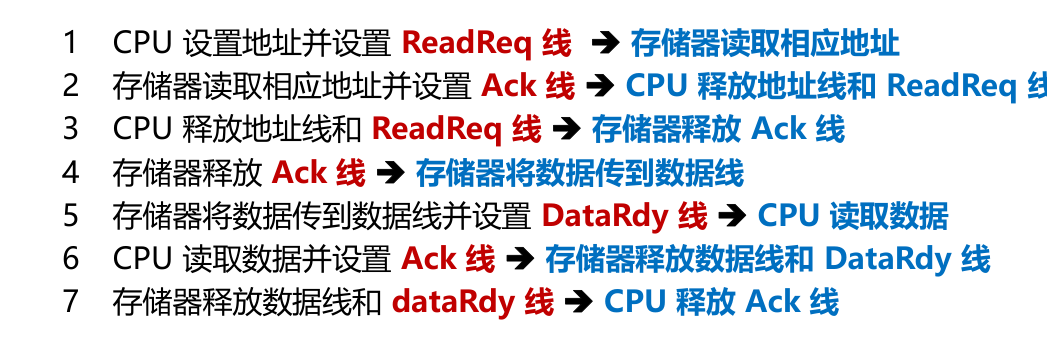 1 CPU 设置地址并设置 ReadReq 线 ➔ 存储器读取相应地址
2 存储器读取相应地址并设置 Ack 线 ➔ CPU 释放地址线和 ReadReq
3 CPU 释放地址线和 ReadReq 线 ➔ 存储器释放 Ack 线
4 存储器释放 Ack 线 ➔ 存储器将数据传到数据线
5 存储器将数据传到数据线并设置 DataRdy 线 ➔ CPU 读取数据
6 CPU 读取数据并设置 Ack 线 ➔ 存储器释放数据线和 DataRdy 线
7 存储器释放数据线和 dataRdy 线 ➔ CPU 释放 Ack 线